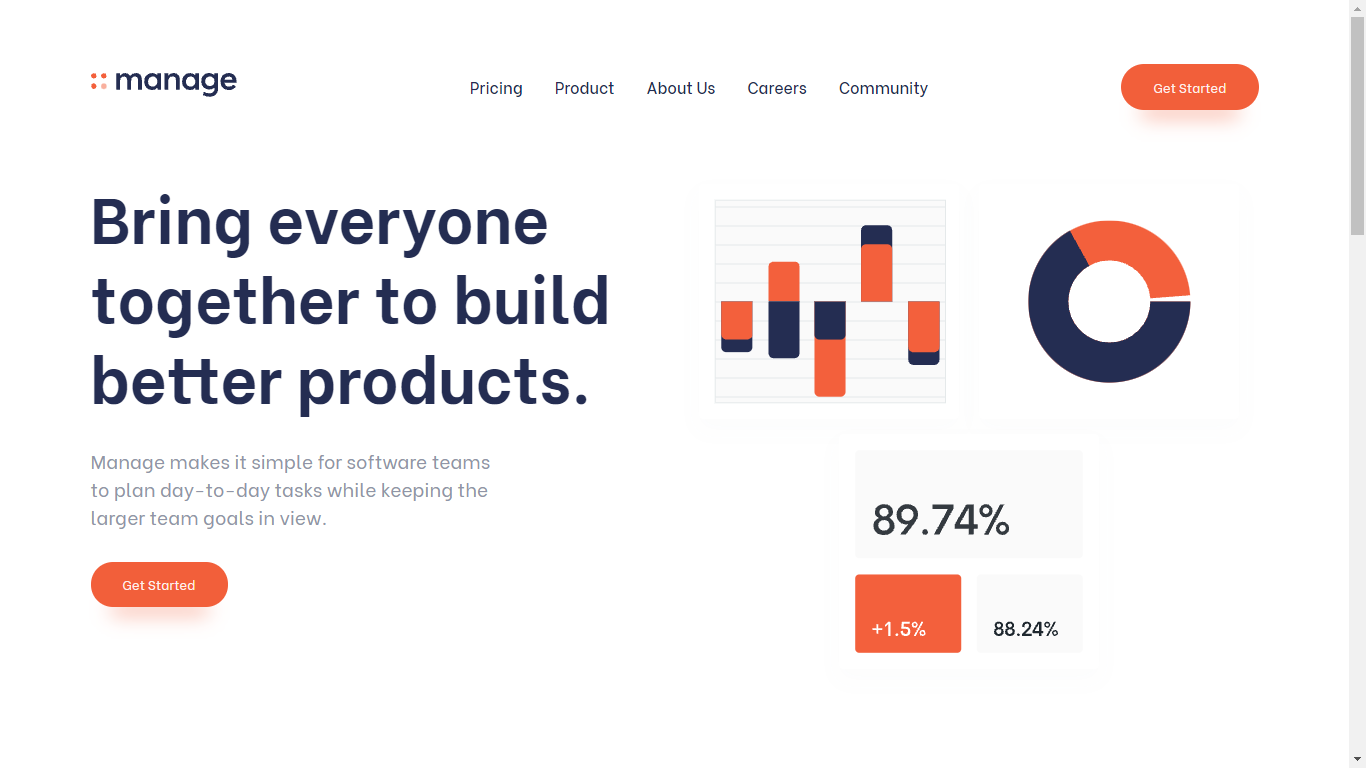 manage
Pricing
Product
About Us
Careers
Community
Get Started
Bring everyone
together to build
better products.
Manage makes it simple for software teams
to plan day-to-day tasks while keeping the
larger team goals in view.
Get Started
89.74%
+1.5%
88.24%